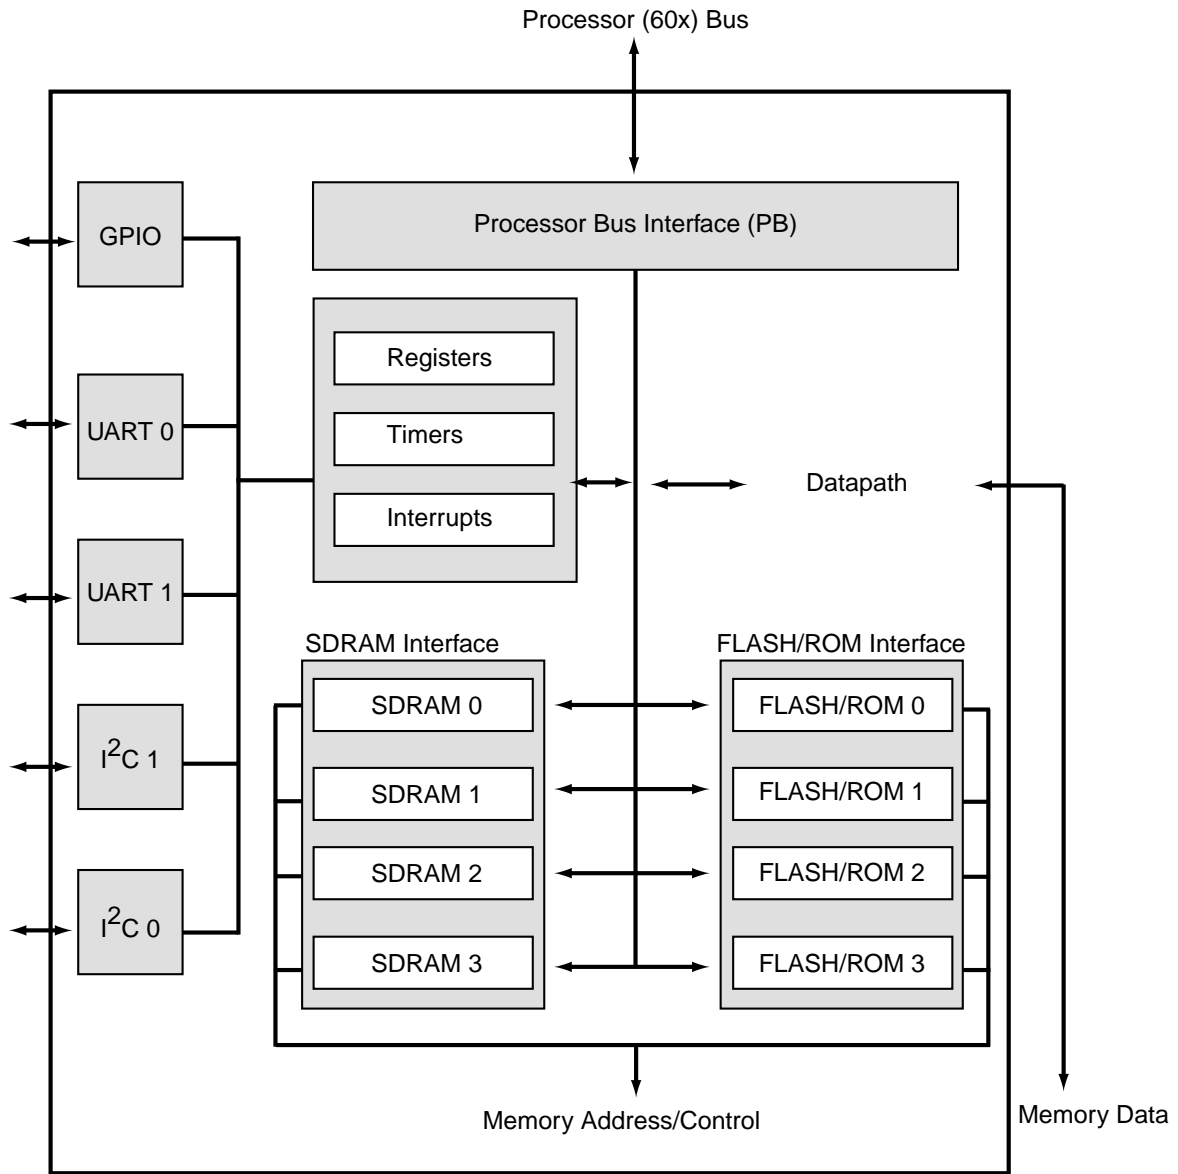 Processor (60x) Bus
GPIO
Processor Bus Interface (PB)
Registers
UART 0
Timers
Datapath
Interrupts
UART 1
SDRAM Interface
FLASH/ROM Interface
SDRAM 0
FLASH/ROM 0
I²C 1
SDRAM 1
FLASH/ROM 1
SDRAM 2
FLASH/ROM 2
I²C 0
SDRAM 3
FLASH/ROM 3
Memory Address/Control
Memory Data